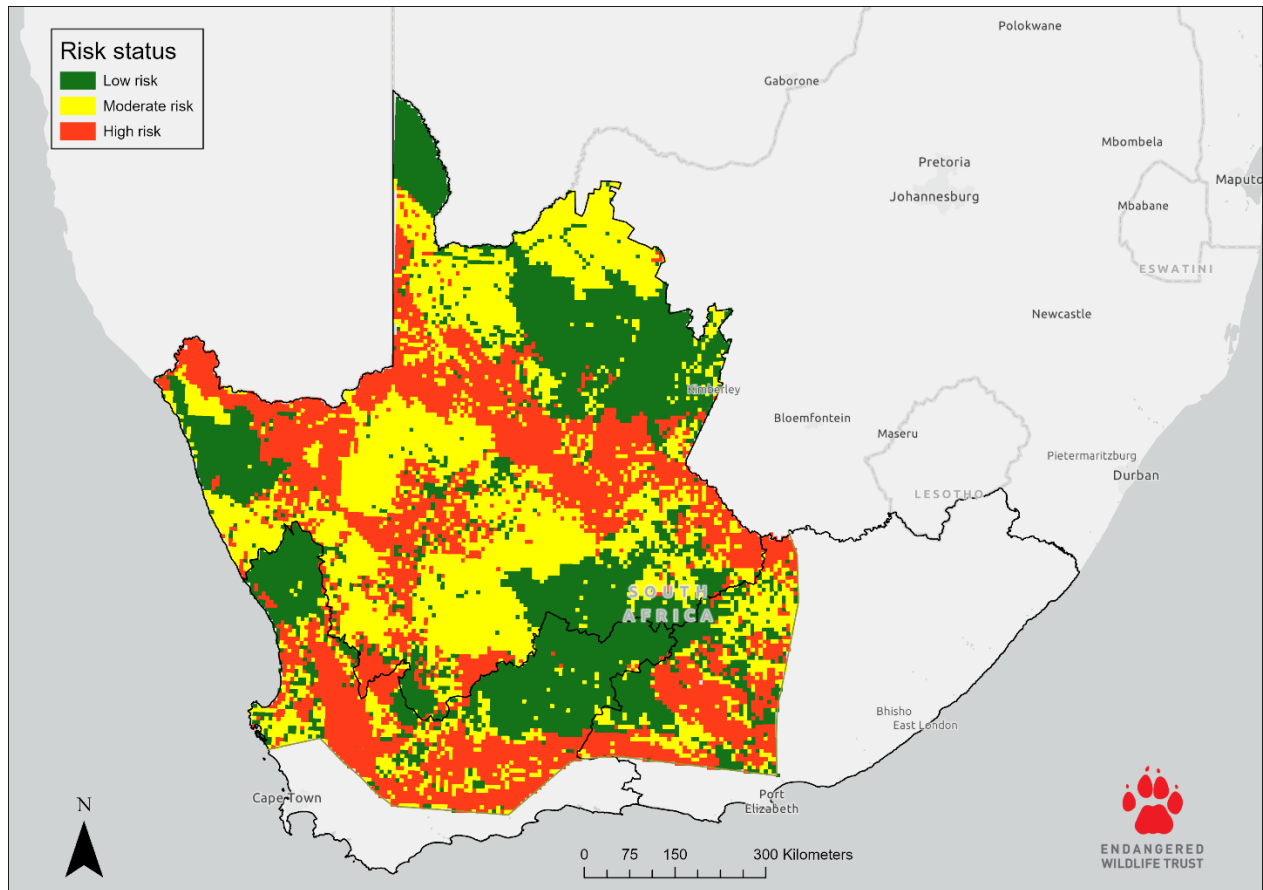 Risk status
Low risk
Moderate risk
High risk
Polokwane
Gaborone
Mbombela
Pretoria
Johannesburg
Maputo
Mbabane
ESWATINI
Newcastle
Kimberley
Bloemfontein
Maseru
Pietermaritzburg
Durban
LESOTHO
SOUTH
AFRICA
Bhisho
East London
Cape Town
Port
Elizabeth
N
0 75 150 300 Kilometers
ENDANGERED
WILDLIFE TRUST